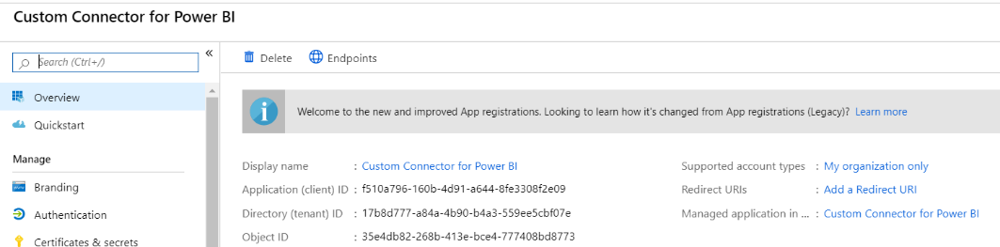 Custom Connector for Power BI
Search (Ctrl+/)
«
Overview
Quickstart
Manage
Branding
Authentication
Certificates & secrets
Delete Endpoints
Welcome to the new and improved App registrations. Looking to learn how it's changed from App registrations (Legacy)? Learn more
Display name : Custom Connector for Power BI
Application (client) ID : f510a796-160b-4d91-a644-8fe3308f2e09
Directory (tenant) ID : 17b8d777-a84a-4b90-b4a3-559ee5cbf07e
Object ID : 35e4db82-268b-413e-bce4-777408bd8773
Supported account types : My organization only
Redirect URIs : Add a Redirect URI
Managed application in ... : Custom Connector for Power BI